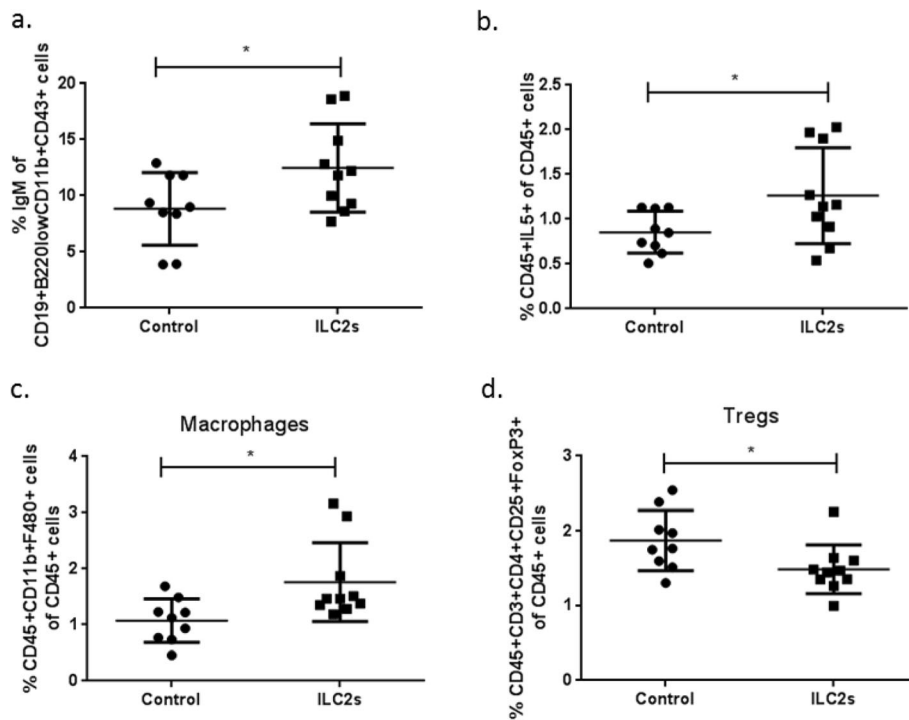 a.
*
% IgM of
CD19+B220lowCD11b+CD43+ cells
20
15
10
5
0
Control
ILC2s
b.
*
% CD45+IL5+ of CD45+ cells
2.5
2.0
1.5
1.0
0.5
0.0
Control
ILC2s
c.
Macrophages
*
% CD45+CD11b+F480+ cells
of CD45+ cells
4
3
2
1
0
Control
ILC2s
d.
Tregs
*
% CD45+CD3+CD4+CD25+FoxP3+
of CD45+ cells
3
2
1
0
Control
ILC2s